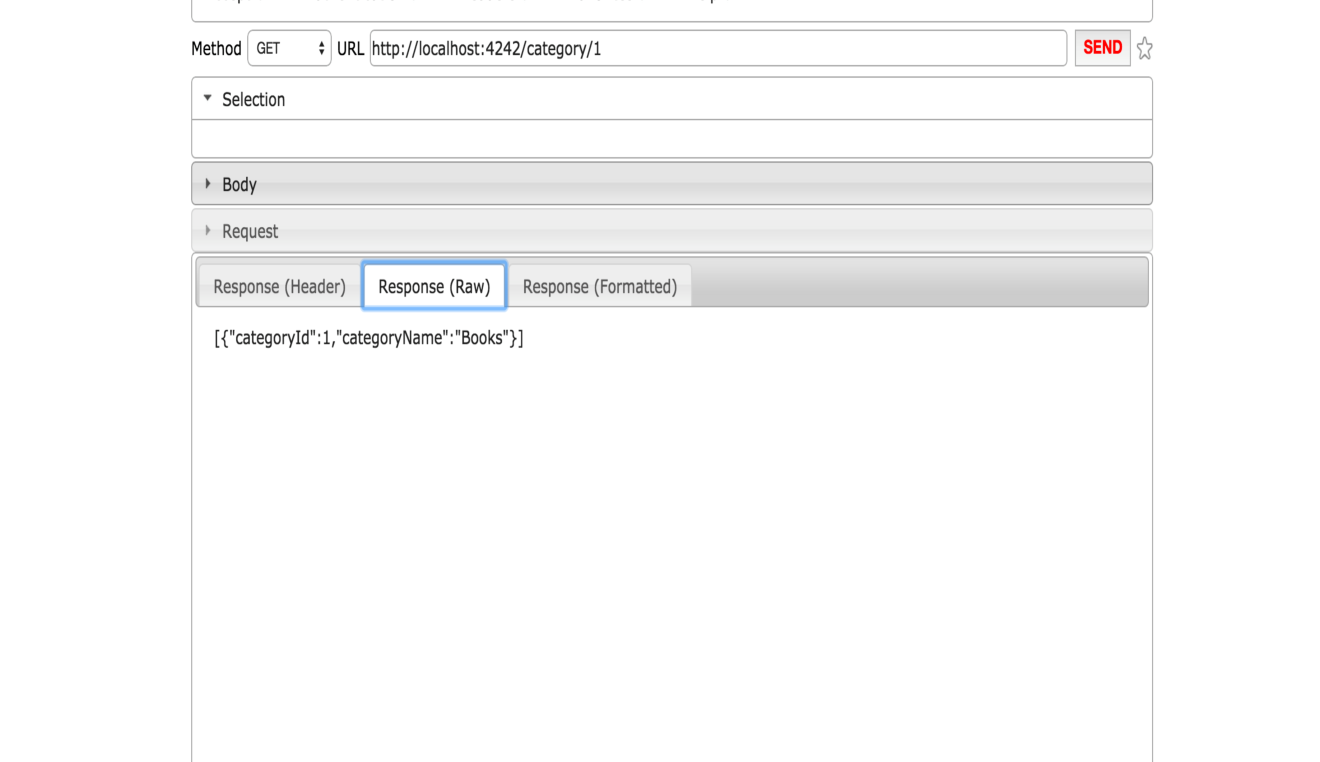 Method GET URL http://localhost:4242/category/1 SEND
Selection
Body
Request
Response (Header) Response (Raw) Response (Formatted)
[{"categoryId":1,"categoryName":"Books"}]